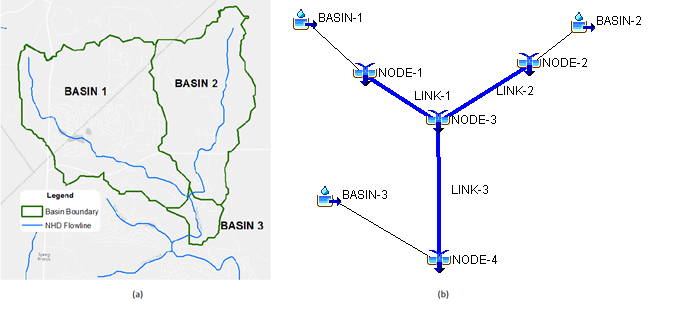 BASIN 1
BASIN 2
BASIN 3
Legend
Basin Boundary
NHD Flowline
(a)
BASIN-1
BASIN-2
NODE-1
NODE-2
LINK-1
LINK-2
NODE-3
BASIN-3
LINK-3
NODE-4
(b)